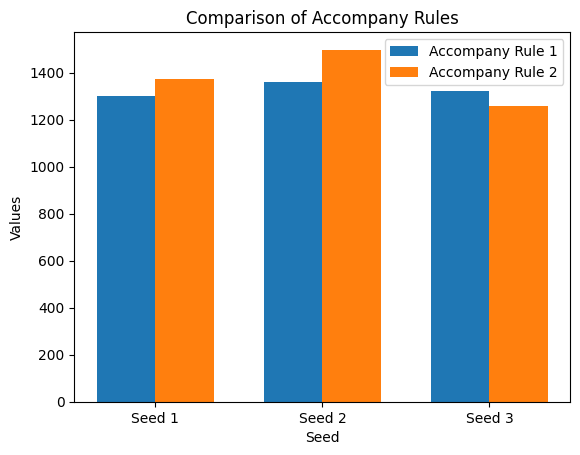 Comparison of Accompany Rules
Accompany Rule 1
Accompany Rule 2
Values
1400
1200
1000
800
600
400
200
0
Seed 1
Seed 2
Seed 3
Seed